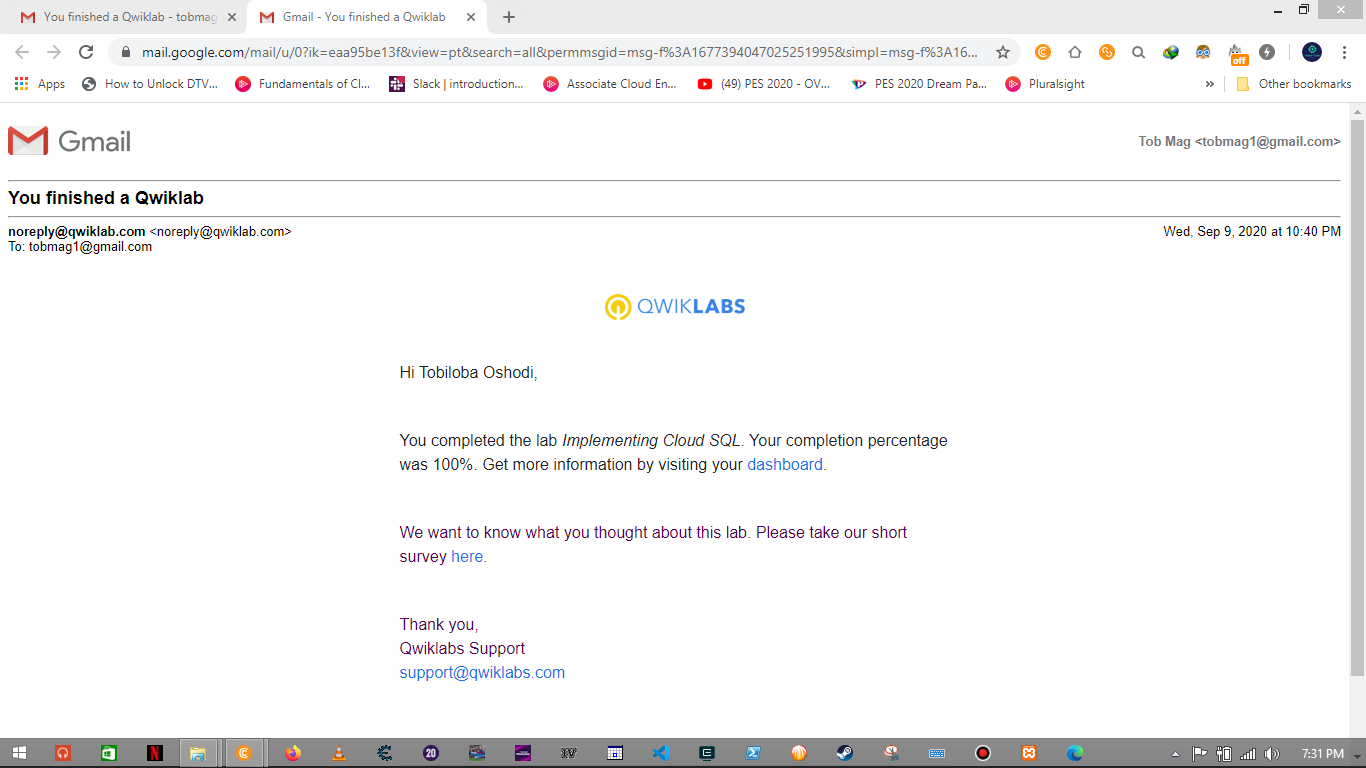 You finished a Qwiklab - tobmag
Gmail - You finished a Qwiklab
mail.google.com/mail/u/0?ik=eaa95be13f&view=pt&search=all&permmsgid=msg-f%3A1677394047025251995&simpl=msg-f%3A16...
off
Apps
How to Unlock DTV...
Fundamentals of Cl...
Slack | introduction...
Associate Cloud En...
(49) PES 2020 - OV...
PES 2020 Dream Pa...
Pluralsight
»
Other bookmarks
Gmail
Tob Mag <tobmag1@gmail.com>
You finished a Qwiklab
noreply@qwiklab.com <noreply@qwiklab.com>
Wed, Sep 9, 2020 at 10:40 PM
To: tobmag1@gmail.com
QWIKLABS
Hi Tobiloba Oshodi,
You completed the lab Implementing Cloud SQL. Your completion percentage
was 100%. Get more information by visiting your dashboard.
We want to know what you thought about this lab. Please take our short
survey here.
Thank you,
Qwiklabs Support
support@qwiklabs.com
20
IV
7:31 PM